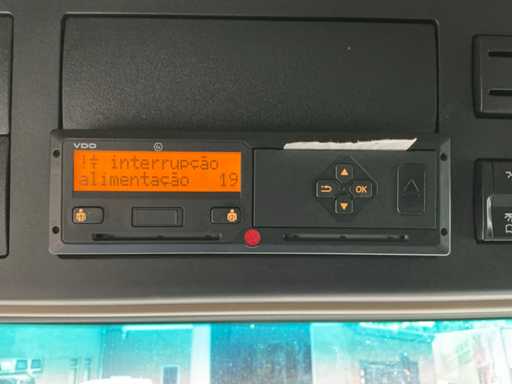 VDO
!÷ interrupção
alimentação 19
OK